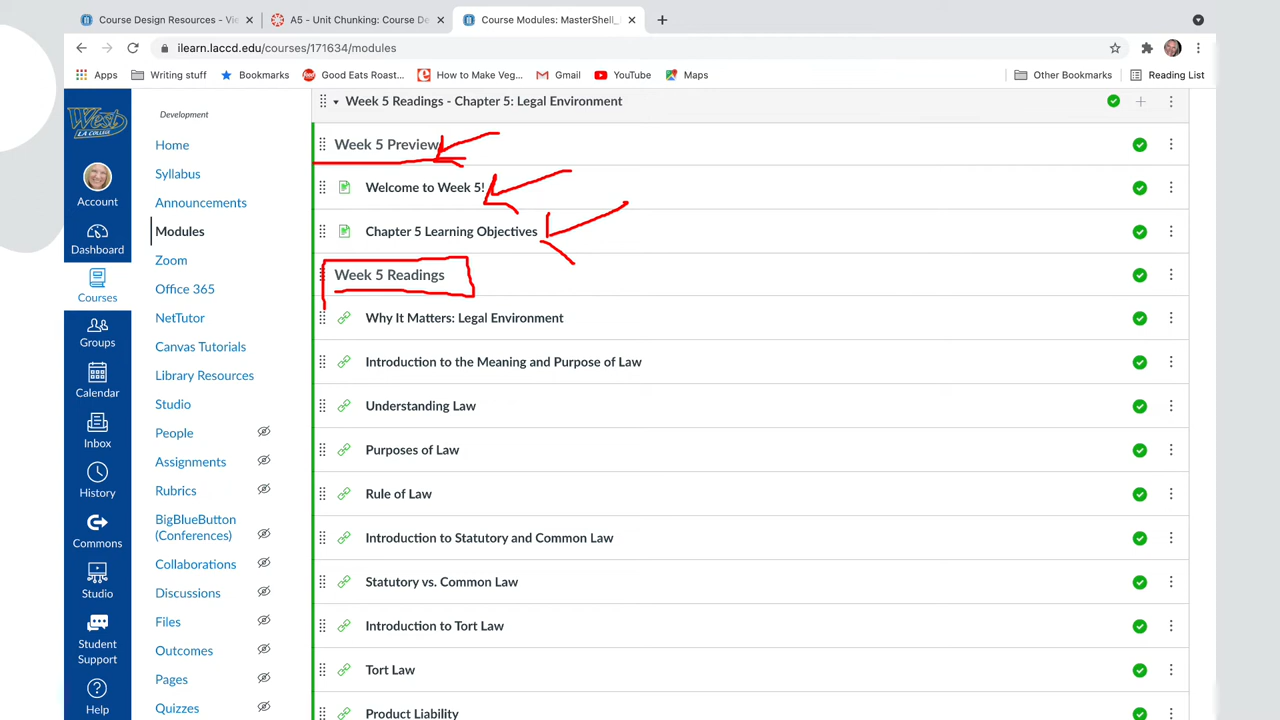 Course Design Resources - Vie
A5 - Unit Chunking: Course De
Course Modules: MasterShell_
ilearn.laccd.edu/courses/171634/modules
Apps
Writing stuff
Bookmarks
Good Eats Roast...
How to Make Veg...
Gmail
YouTube
Maps
Other Bookmarks
Reading List
West
LA COLLEGE
Account
Dashboard
Courses
Groups
Calendar
Inbox
History
Commons
Studio
Student
Support
Help
Development
Home
Syllabus
Announcements
Modules
Zoom
Office 365
NetTutor
Canvas Tutorials
Library Resources
Studio
People
Assignments
Rubrics
BigBlueButton
(Conferences)
Collaborations
Discussions
Files
Outcomes
Pages
Quizzes
Week 5 Readings - Chapter 5: Legal Environment
Week 5 Preview
Welcome to Week 5!
Chapter 5 Learning Objectives
Week 5 Readings
Why It Matters: Legal Environment
Introduction to the Meaning and Purpose of Law
Understanding Law
Purposes of Law
Rule of Law
Introduction to Statutory and Common Law
Statutory vs. Common Law
Introduction to Tort Law
Tort Law
Product Liability